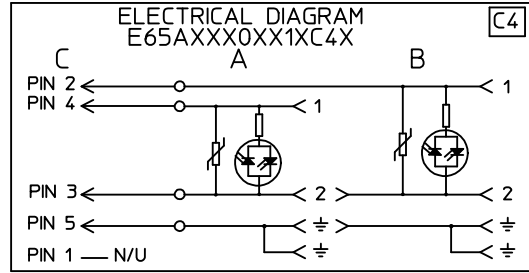 ELECTRICAL DIAGRAM
C4
E65AXXX0XX1XC4X
C A B
PIN 2 1
PIN 4 1
PIN 3 2 2
PIN 5
PIN 1 — N/U